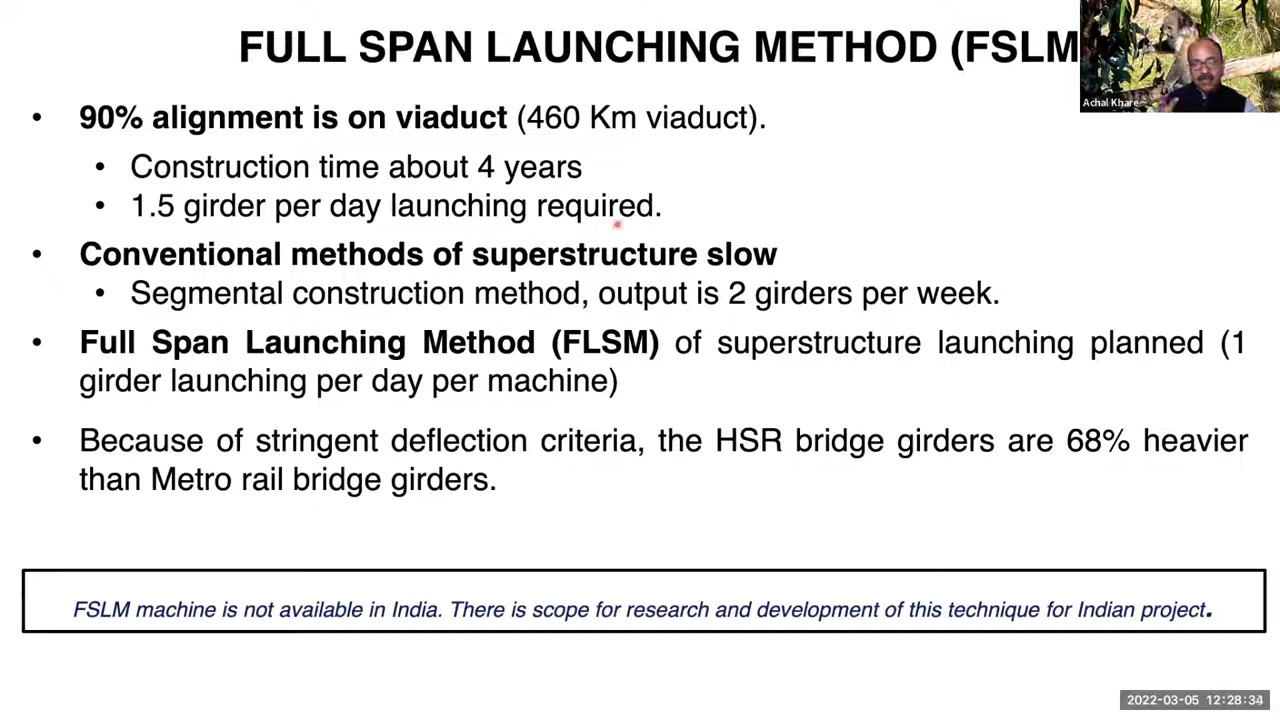 FULL SPAN LAUNCHING METHOD (FSLM
Achal Khare
• 90% alignment is on viaduct (460 Km viaduct).
• Construction time about 4 years
• 1.5 girder per day launching required.
• Conventional methods of superstructure slow
• Segmental construction method, output is 2 girders per week.
• Full Span Launching Method (FLSM) of superstructure launching planned (1
girder launching per day per machine)
• Because of stringent deflection criteria, the HSR bridge girders are 68% heavier
than Metro rail bridge girders.
FSLM machine is not available in India. There is scope for research and development of this technique for Indian project.
2022-03-05 12:28:34